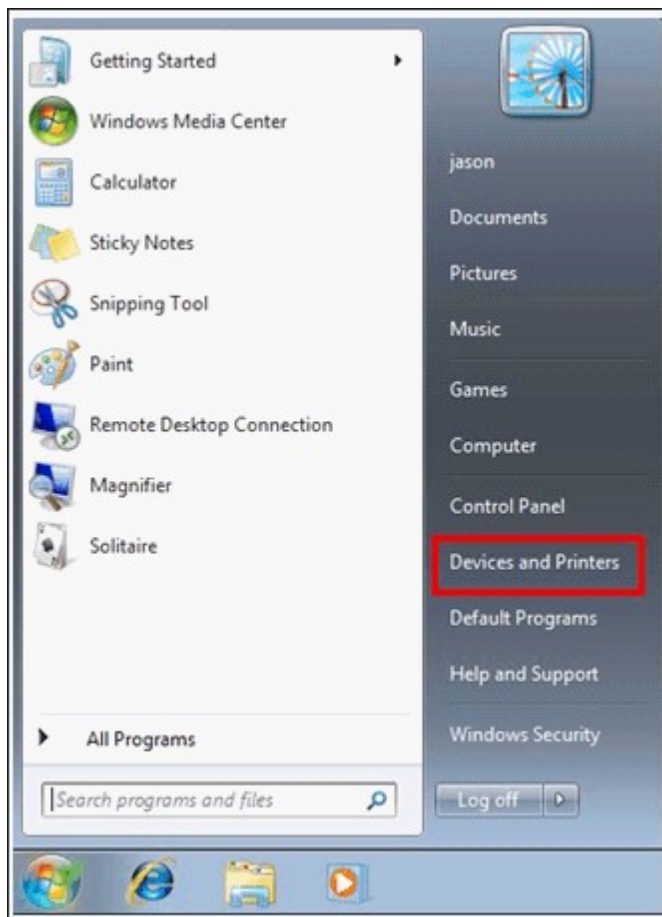 Getting Started
Windows Media Center
Calculator
Sticky Notes
Snipping Tool
Paint
Remote Desktop Connection
Magnifier
Solitaire
All Programs
Search programs and files
jason
Documents
Pictures
Music
Games
Computer
Control Panel
Devices and Printers
Default Programs
Help and Support
Windows Security
Log off